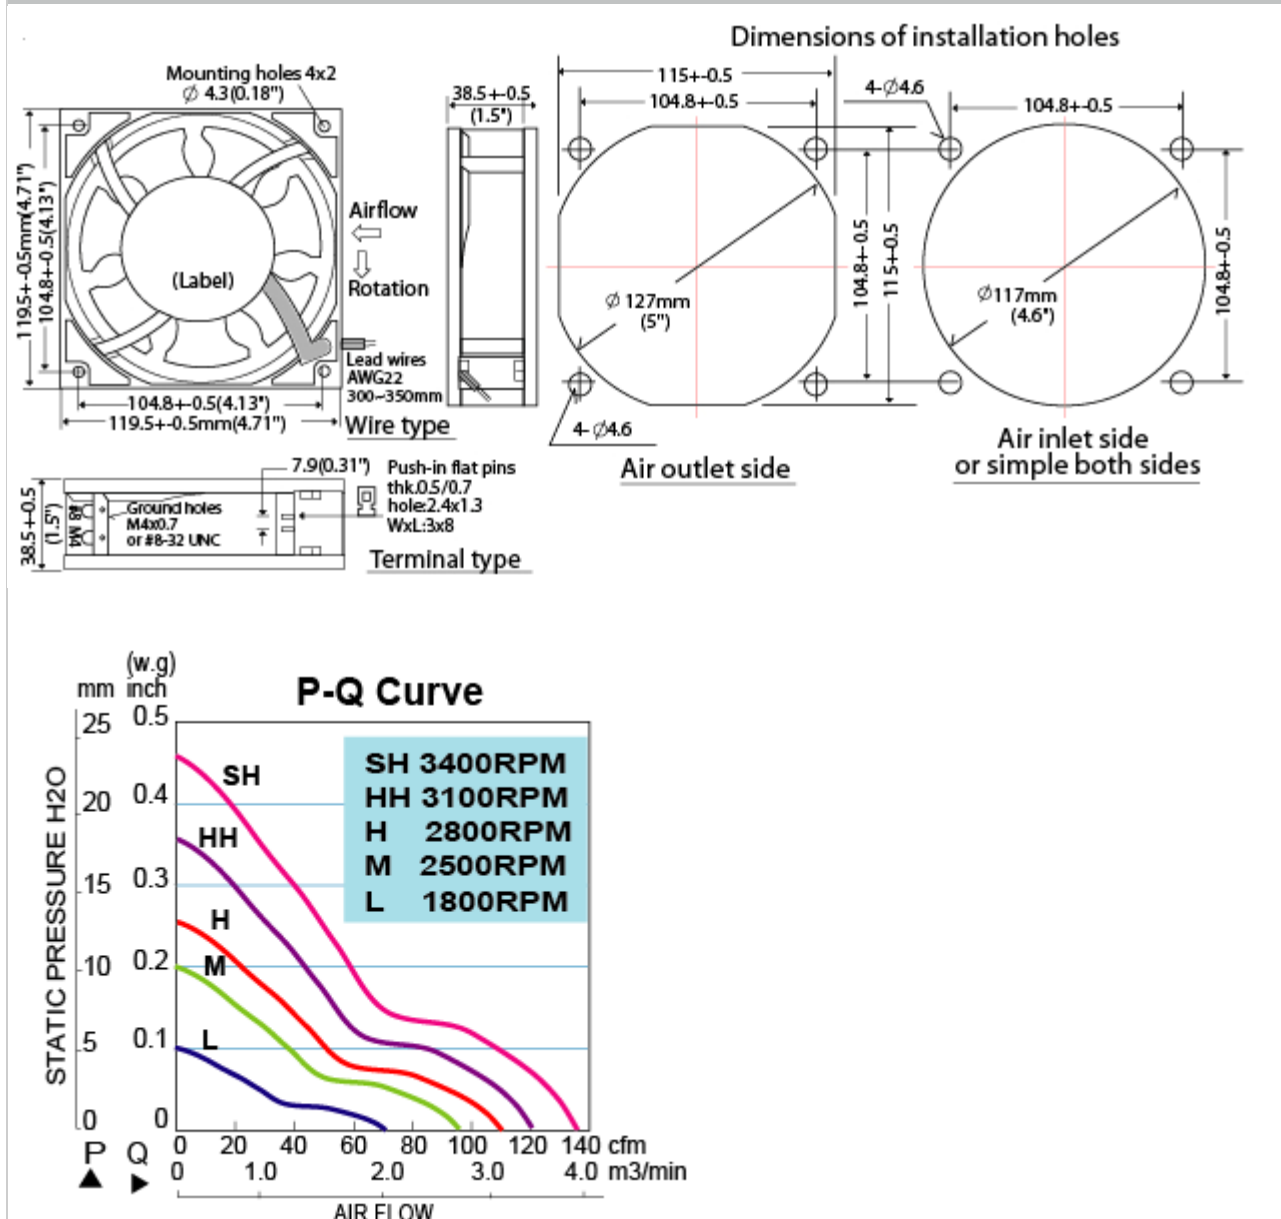 Dimensions of installation holes
Mounting holes 4x2
Ø 4.3(0.18")
119.5+-0.5mm(4.71")
104.8+-0.5(4.13")
(Label)
Airflow
Rotation
Lead wires
AWG22
300~350mm
104.8+-0.5(4.13")
119.5+-0.5mm(4.71")
Wire type
38.5+-0.5
(1.5")
115+-0.5
104.8+-0.5
Ø 127mm
(5")
104.8+-0.5
115+-0.5
4- Ø4.6
Air outlet side
4-Ø4.6
104.8+-0.5
Ø117mm
(4.6")
104.8+-0.5
Air inlet side
or simple both sides
38.5+-0.5
(1.5")
#8 M4
Ground holes
M4x0.7
or #8-32 UNC
7.9(0.31")
Push-in flat pins
thk.0.5/0.7
hole:2.4x1.3
WxL:3x8
Terminal type
P-Q Curve
(w.g)
mm inch
STATIC PRESSURE H2O
25 0.5
20 0.4
15 0.3
10 0.2
5 0.1
0 0
SH
HH
H
M
L
SH 3400RPM
HH 3100RPM
H 2800RPM
M 2500RPM
L 1800RPM
P Q
0 20 40 60 80 100 120 140 cfm
0 1.0 2.0 3.0 4.0 m3/min
AIR FLOW